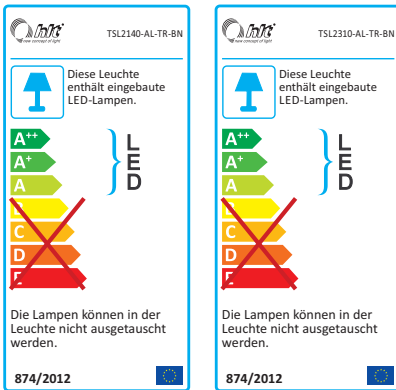 new concept of light
TSL2140-AL-TR-BN
Diese Leuchte
enthält eingebaute
LED-Lampen.
A++
A+
A
C
D
E
LED
Die Lampen können in der
Leuchte nicht ausgetauscht
werden.
874/2012
new concept of light
TSL2310-AL-TR-BN
Diese Leuchte
enthält eingebaute
LED-Lampen.
A++
A+
A
C
D
E
LED
Die Lampen können in der
Leuchte nicht ausgetauscht
werden.
874/2012